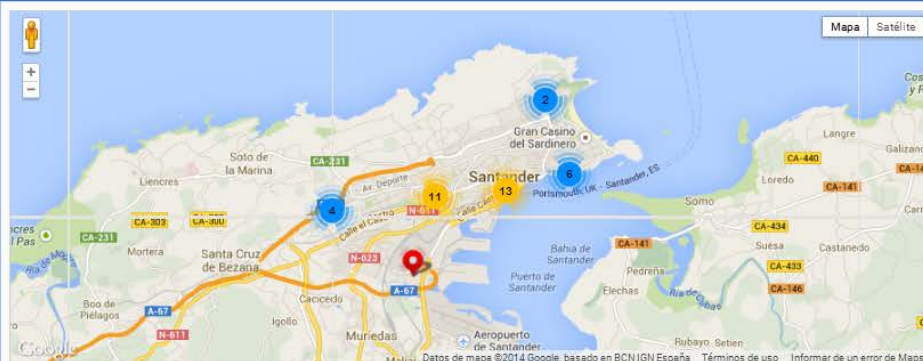 Mapa Satélite
+
−
2
Gran Casino
del Sardinero
Langre
Soto de
la Marina
CA-231
CA-440
Galizano
Liencres
Av. Deporte
Santander
6
Loredo
CA-141
11
13
Portsmouth, UK - Santander, ES
4
N-611
Somo
CA-141
CA-303
CA-300
Calle el Castro
CA-434
CA-231
Mortera
Santa Cruz
de Bezana
N-623
Bahía de
Santander
CA-141
Suesa
Castanedo
Pedreña
CA-433
Puerto de
Santander
Elechas
Ría de Cubas
CA-146
A-67
Boo de
Piélagos
A-67
Cacicedo
Igollo
N-611
Muriedas
Aeropuerto
de Santander
Rubayo
Setien
Google
Datos de mapa ©2014 Google, basado en BCN IGN España Términos de uso Informar de un error de Maps